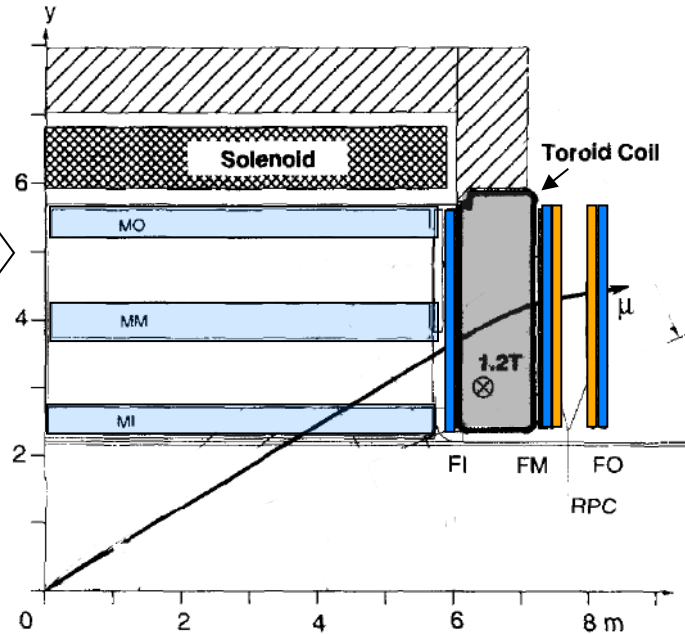 y
Solenoid
Toroid Coil
6
MO
4
MM
μ
1.2T
MI
2
FI
FM
FO
RPC
0
2
4
6
8 m